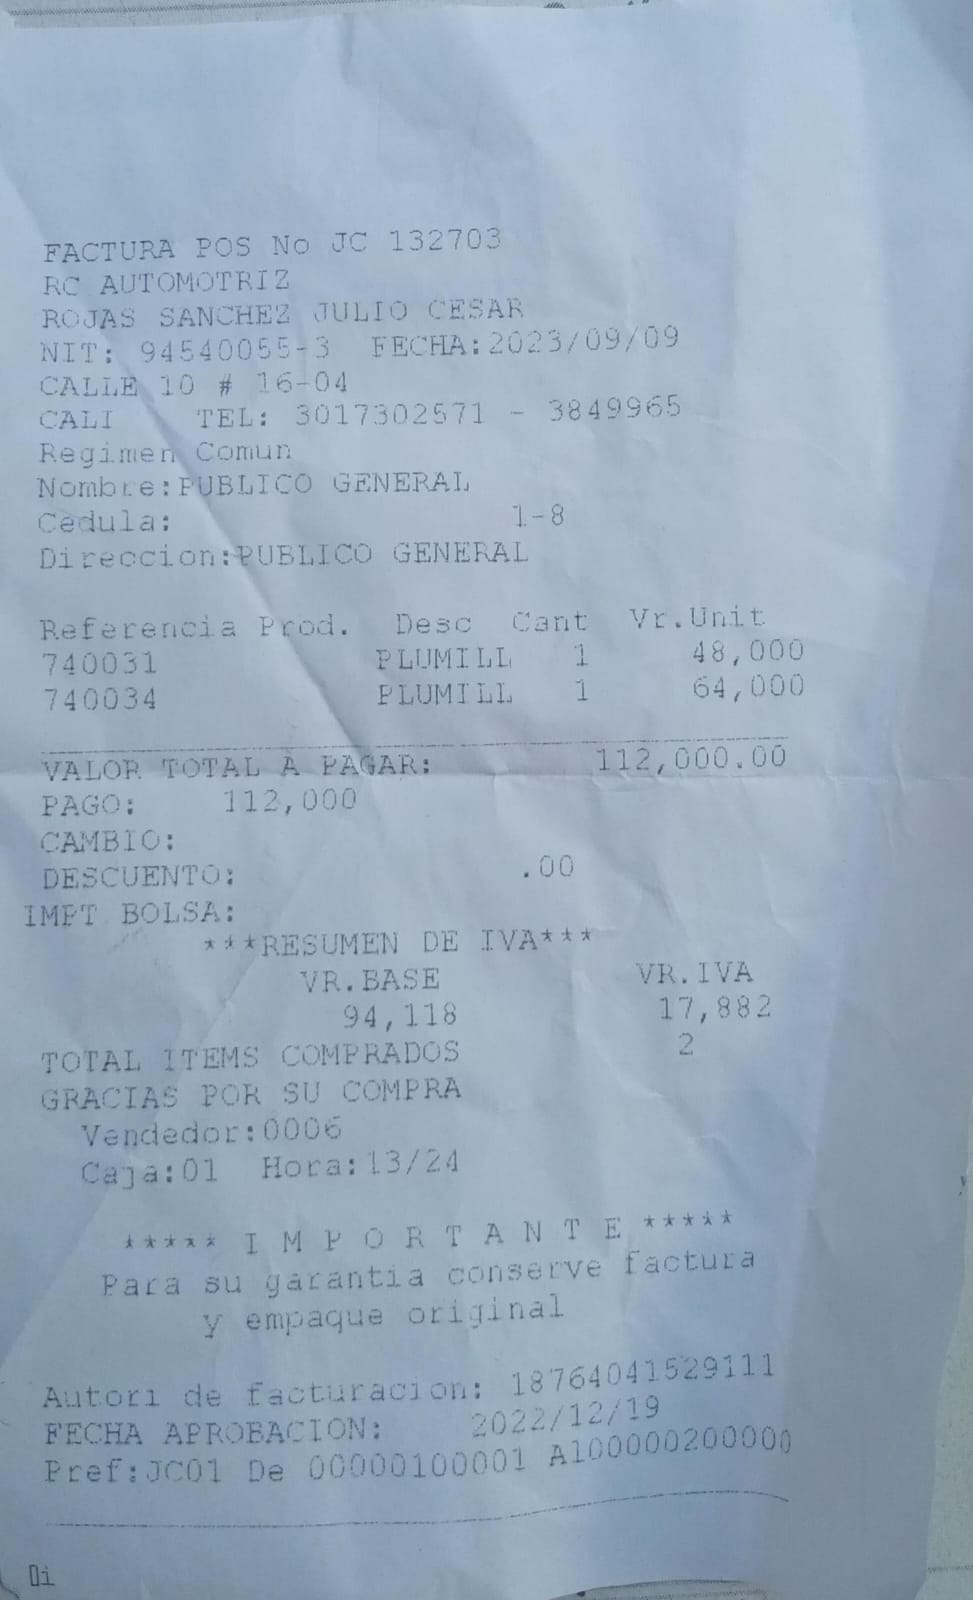 FACTURA POS No JC 132703
RC AUTOMOTRIZ
ROJAS SANCHEZ JULIO CESAR
NIT: 94540055-3 FECHA:2023/09/09
CALLE 10 # 16-04
CALI TEL: 3017302571 - 3849965
Regimen Comun
Nombre:PUBLICO GENERAL
Cedula: 1-8
Direccion:PUBLICO GENERAL
Referencia Prod. Desc Cant Vr.Unit
740031 PLUMILL 1 48,000
740034 PLUMILL 1 64,000
VALOR TOTAL A PAGAR: 112,000.00
PAGO: 112,000
CAMBIO:
DESCUENTO: .00
IMPT BOLSA:
***RESUMEN DE IVA***
VR.BASE VR.IVA
94,118 17,882
TOTAL ITEMS COMPRADOS 2
GRACIAS POR SU COMPRA
Vendedor:0006
Caja:01 Hora:13/24
***** I M P O R T A N T E *****
Para su garantia conserve factura
y empaque original
Autori de facturacion: 18764041529111
FECHA APROBACION: 2022/12/19
Pref:JC01 De 00000100001 A100000200000
Di